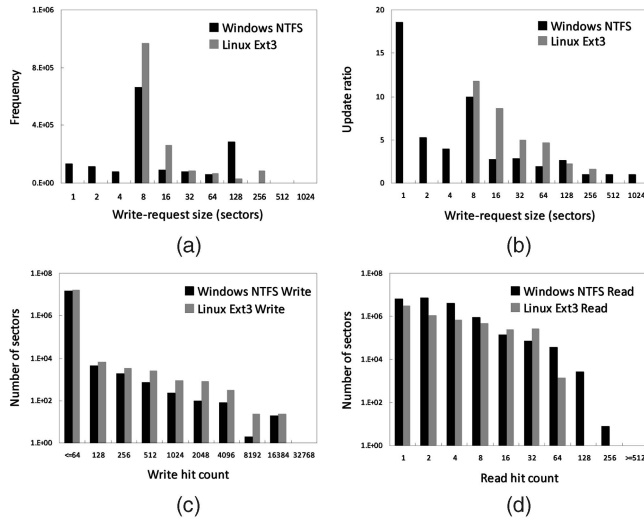 1.E+06
8.E+05
4.E+05
0.E+00
Frequency
Windows NTFS
Linux Ext3
1 2 4 8 16 32 64 128 256 512 1024
Write-request size (sectors)
(a)
20
15
10
5
0
Update ratio
Windows NTFS
Linux Ext3
1 2 4 8 16 32 64 128 256 512 1024
Write-request size (sectors)
(b)
1.E+08
1.E+06
1.E+04
1.E+02
1.E+00
Number of sectors
Windows NTFS Write
Linux Ext3 Write
<=64 128 256 512 1024 2048 4096 8192 16384 32768
Write hit count
(c)
1.E+08
1.E+06
1.E+04
1.E+02
1.E+00
Number of sectors
Windows NTFS Read
Linux Ext3 Read
1 2 4 8 16 32 64 128 256 >=512
Read hit count
(d)